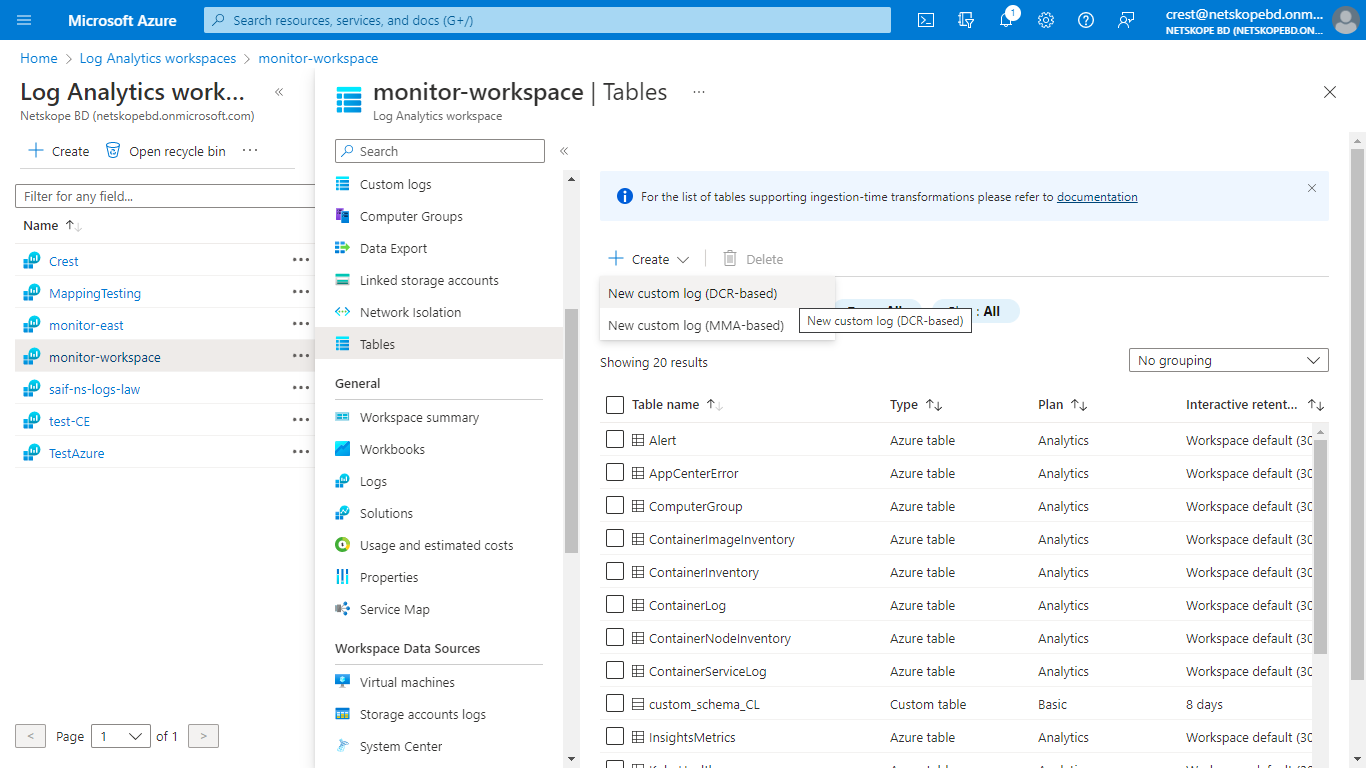 Microsoft Azure
Search resources, services, and docs (G+/)
1
crest@netskopebd.onm...
NETSKOPE BD (NETSKOPEBD.ON...
Home > Log Analytics workspaces > monitor-workspace
Log Analytics work...
«
Netskope BD (netskopebd.onmicrosoft.com)
+ Create
Open recycle bin
...
Filter for any field...
Name ↑↓
Crest
...
MappingTesting
...
monitor-east
...
monitor-workspace
...
saif-ns-logs-law
...
test-CE
...
TestAzure
...
<
Page
1
of 1
>
monitor-workspace | Tables
...
Log Analytics workspace
Search
«
Custom logs
Computer Groups
Data Export
Linked storage accounts
Network Isolation
Tables
General
Workspace summary
Workbooks
Logs
Solutions
Usage and estimated costs
Properties
Service Map
Workspace Data Sources
Virtual machines
Storage accounts logs
System Center
For the list of tables supporting ingestion-time transformations please refer to documentation
+ Create
Delete
New custom log (DCR-based)
New custom log (MMA-based)
: All
New custom log (DCR-based)
Showing 20 results
No grouping
Table name ↑↓ Type ↑↓ Plan ↑↓ Interactive retent... ↑↓
Alert Azure table Analytics Workspace default (30
AppCenterError Azure table Analytics Workspace default (30
ComputerGroup Azure table Analytics Workspace default (30
ContainerImageInventory Azure table Analytics Workspace default (30
ContainerInventory Azure table Analytics Workspace default (30
ContainerLog Azure table Analytics Workspace default (30
ContainerNodeInventory Azure table Analytics Workspace default (30
ContainerServiceLog Azure table Analytics Workspace default (30
custom_schema_CL Custom table Basic 8 days
InsightsMetrics Azure table Analytics Workspace default (30